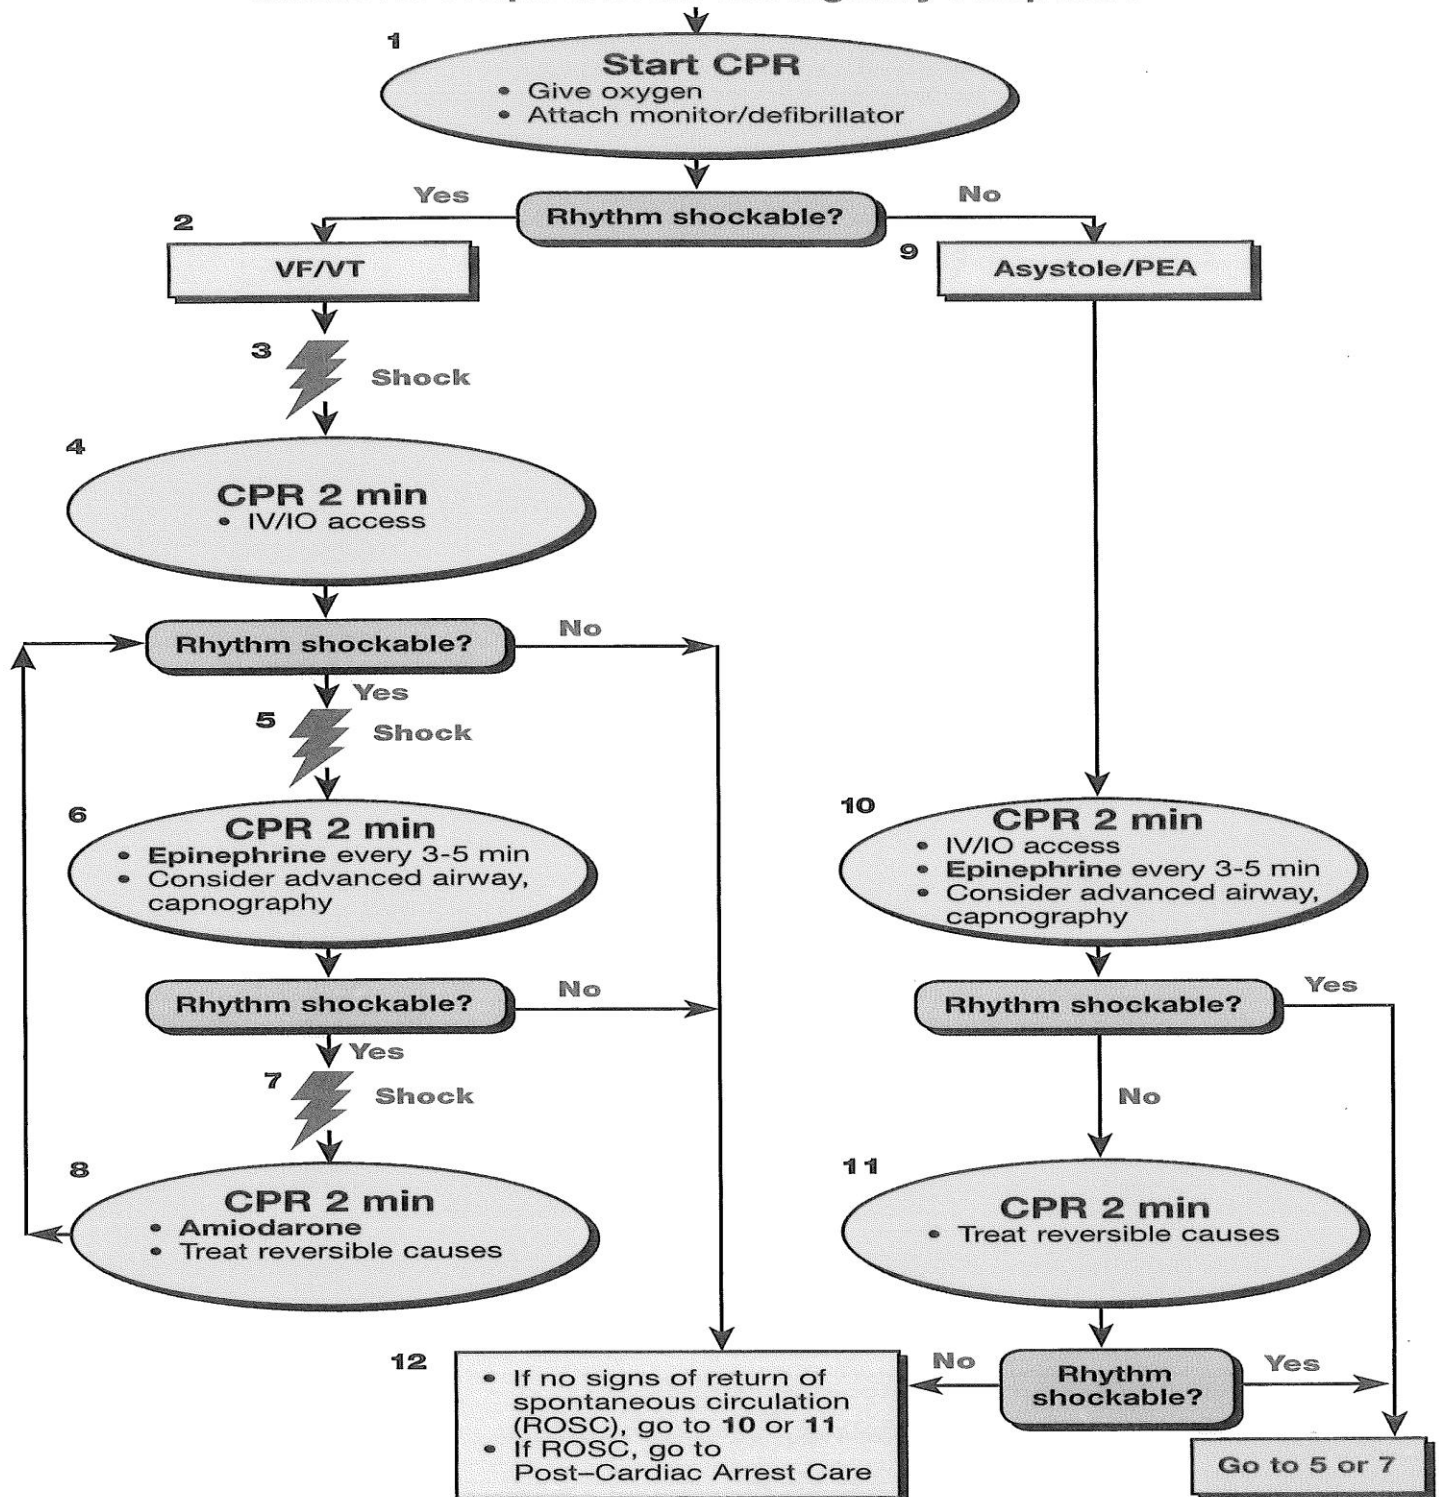 1
Start CPR
• Give oxygen
• Attach monitor/defibrillator
Yes
Rhythm shockable?
No
2
VF/VT
9
Asystole/PEA
3
Shock
4
CPR 2 min
• IV/IO access
Rhythm shockable?
No
Yes
5
Shock
6
CPR 2 min
• Epinephrine every 3-5 min
• Consider advanced airway,
capnography
10
CPR 2 min
• IV/IO access
• Epinephrine every 3-5 min
• Consider advanced airway,
capnography
Rhythm shockable?
No
Rhythm shockable?
Yes
Yes
7
Shock
No
8
CPR 2 min
• Amiodarone
• Treat reversible causes
11
CPR 2 min
• Treat reversible causes
12
• If no signs of return of
spontaneous circulation
(ROSC), go to 10 or 11
• If ROSC, go to
Post–Cardiac Arrest Care
No
Rhythm
shockable?
Yes
Go to 5 or 7